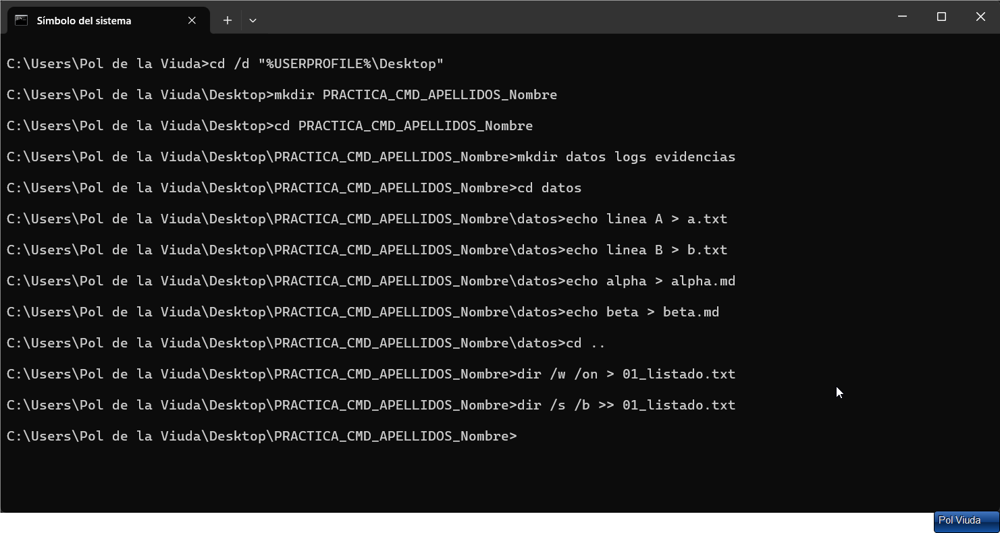 Símbolo del sistema
C:\Users\Pol de la Viuda>cd /d "%USERPROFILE%\Desktop"
C:\Users\Pol de la Viuda\Desktop>mkdir PRACTICA_CMD_APELLIDOS_Nombre
C:\Users\Pol de la Viuda\Desktop>cd PRACTICA_CMD_APELLIDOS_Nombre
C:\Users\Pol de la Viuda\Desktop\PRACTICA_CMD_APELLIDOS_Nombre>mkdir datos logs evidencias
C:\Users\Pol de la Viuda\Desktop\PRACTICA_CMD_APELLIDOS_Nombre>cd datos
C:\Users\Pol de la Viuda\Desktop\PRACTICA_CMD_APELLIDOS_Nombre\datos>echo linea A > a.txt
C:\Users\Pol de la Viuda\Desktop\PRACTICA_CMD_APELLIDOS_Nombre\datos>echo linea B > b.txt
C:\Users\Pol de la Viuda\Desktop\PRACTICA_CMD_APELLIDOS_Nombre\datos>echo alpha > alpha.md
C:\Users\Pol de la Viuda\Desktop\PRACTICA_CMD_APELLIDOS_Nombre\datos>echo beta > beta.md
C:\Users\Pol de la Viuda\Desktop\PRACTICA_CMD_APELLIDOS_Nombre\datos>cd ..
C:\Users\Pol de la Viuda\Desktop\PRACTICA_CMD_APELLIDOS_Nombre>dir /w /on > 01_listado.txt
C:\Users\Pol de la Viuda\Desktop\PRACTICA_CMD_APELLIDOS_Nombre>dir /s /b >> 01_listado.txt
C:\Users\Pol de la Viuda\Desktop\PRACTICA_CMD_APELLIDOS_Nombre>
Pol Viuda